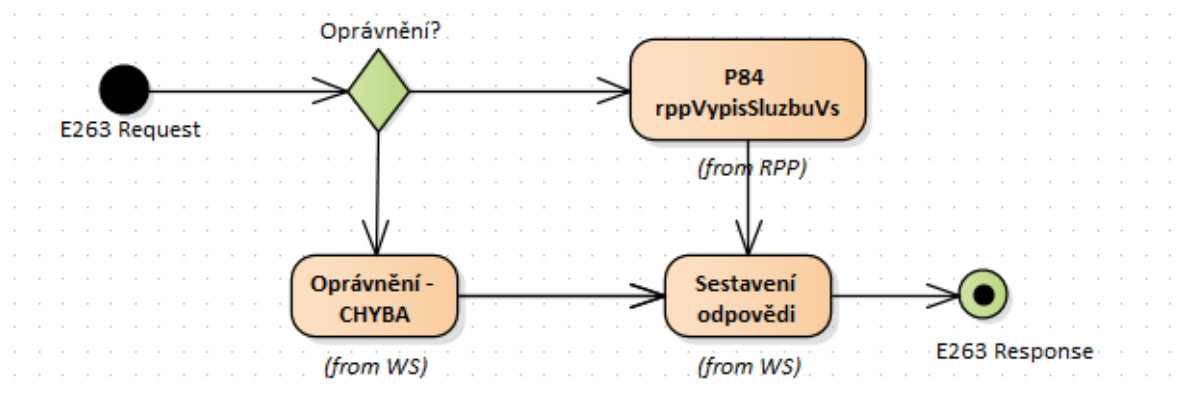 Oprávnění?
E263 Request
P84
rppVypisSluzbuVs
(from RPP)
Oprávnění -
CHYBA
(from WS)
Sestavení
odpovědi
(from WS)
E263 Response